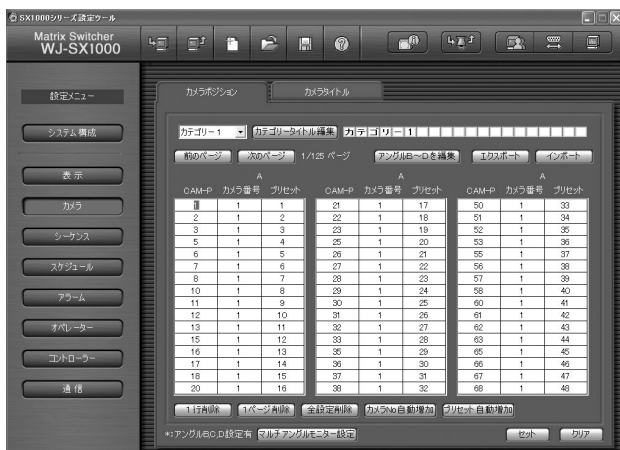 SX1000シリーズ設定ツール
Matrix Switcher
WJ-SX1000
設定メニュー
システム構成
表示
カメラ
シーケンス
スケジュール
アラーム
オペレーター
コントローラー
通信
カメラポジション カメラタイトル
カテゴリー1 カテゴリータイトル編集 カテゴリー1
前のページ 次のページ 1/125 ページ アングルB～Dを編集 エクスポート インポート
A A A
CAM-P カメラ番号 プリセット CAM-P カメラ番号 プリセット CAM-P カメラ番号 プリセット
1 1 1 21 1 17 50 1 33
2 1 2 22 1 18 51 1 34
3 1 3 23 1 19 52 1 35
5 1 4 25 1 20 53 1 36
6 1 5 26 1 21 55 1 37
7 1 6 27 1 22 56 1 38
8 1 7 28 1 23 57 1 39
10 1 8 29 1 24 58 1 40
11 1 9 30 1 25 60 1 41
12 1 10 31 1 26 61 1 42
13 1 11 32 1 27 62 1 43
15 1 12 33 1 28 63 1 44
16 1 13 35 1 29 65 1 45
17 1 14 36 1 30 66 1 46
18 1 15 37 1 31 67 1 47
20 1 16 38 1 32 68 1 48
1行削除 1ページ削除 全設定削除 カメラNo自動増加 プリセット自動増加
*:アングルB,C,D設定有 マルチアングルモニター設定 セット クリア